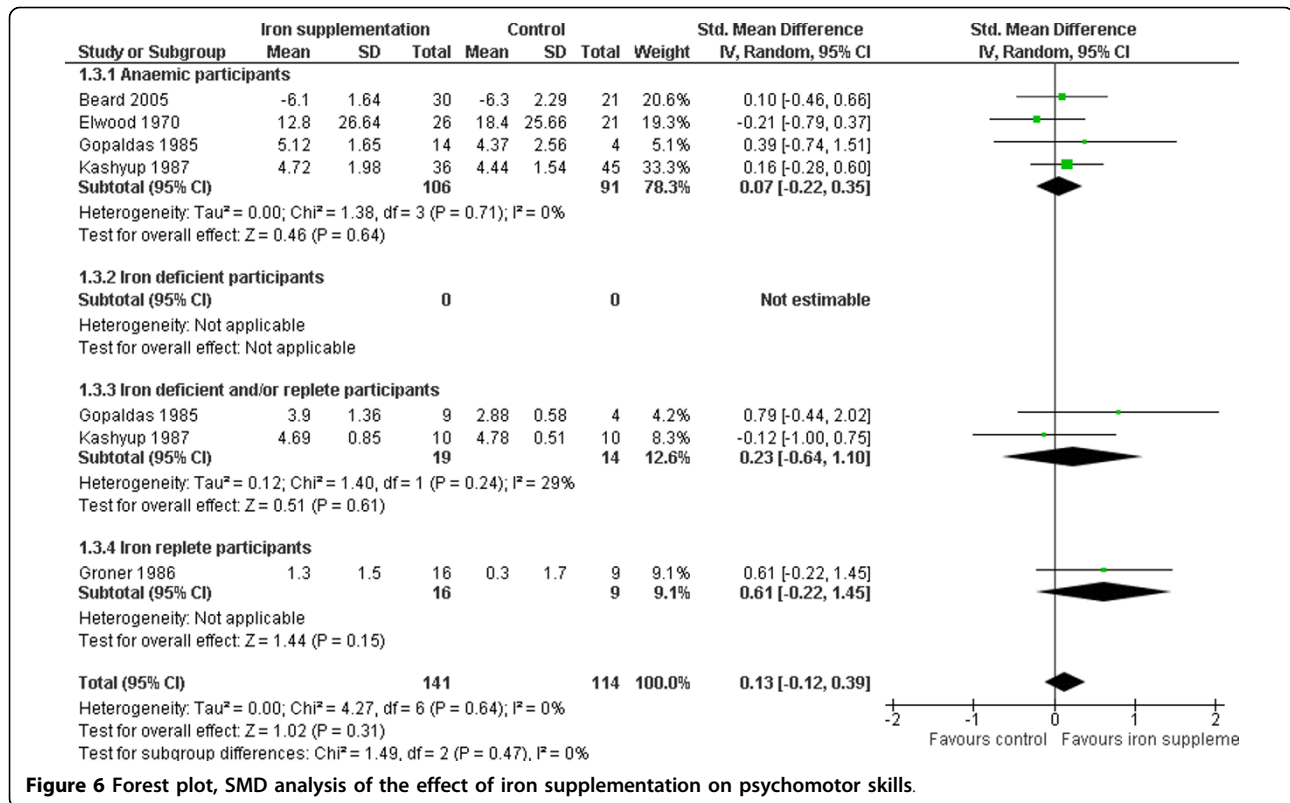 Iron supplementation Control Std. Mean Difference Std. Mean Difference
Study or Subgroup Mean SD Total Mean SD Total Weight IV, Random, 95% CI IV, Random, 95% CI
1.3.1 Anaemic participants
Beard 2005 -6.1 1.64 30 -6.3 2.29 21 20.6% 0.10 [-0.46, 0.66]
Elwood 1970 12.8 26.64 26 18.4 25.66 21 19.3% -0.21 [-0.79, 0.37]
Gopaldas 1985 5.12 1.65 14 4.37 2.56 4 5.1% 0.39 [-0.74, 1.51]
Kashyup 1987 4.72 1.98 36 4.44 1.54 45 33.3% 0.16 [-0.28, 0.60]
Subtotal (95% CI) 106 91 78.3% 0.07 [-0.22, 0.35]
Heterogeneity: Tau² = 0.00; Chi² = 1.38, df = 3 (P = 0.71); I² = 0%
Test for overall effect: Z = 0.46 (P = 0.64)
1.3.2 Iron deficient participants
Subtotal (95% CI) 0 0 Not estimable
Heterogeneity: Not applicable
Test for overall effect: Not applicable
1.3.3 Iron deficient and/or replete participants
Gopaldas 1985 3.9 1.36 9 2.88 0.58 4 4.2% 0.79 [-0.44, 2.02]
Kashyup 1987 4.69 0.85 10 4.78 0.51 10 8.3% -0.12 [-1.00, 0.75]
Subtotal (95% CI) 19 14 12.6% 0.23 [-0.64, 1.10]
Heterogeneity: Tau² = 0.12; Chi² = 1.40, df = 1 (P = 0.24); I² = 29%
Test for overall effect: Z = 0.51 (P = 0.61)
1.3.4 Iron replete participants
Groner 1986 1.3 1.5 16 0.3 1.7 9 9.1% 0.61 [-0.22, 1.45]
Subtotal (95% CI) 16 9 9.1% 0.61 [-0.22, 1.45]
Heterogeneity: Not applicable
Test for overall effect: Z = 1.44 (P = 0.15)
Total (95% CI) 141 114 100.0% 0.13 [-0.12, 0.39]
Heterogeneity: Tau² = 0.00; Chi² = 4.27, df = 6 (P = 0.64); I² = 0%
Test for overall effect: Z = 1.02 (P = 0.31)
Test for subgroup differences: Chi² = 1.49, df = 2 (P = 0.47), I² = 0%
-2 -1 0 1 2
Favours control Favours iron suppleme
Figure 6 Forest plot, SMD analysis of the effect of iron supplementation on psychomotor skills.